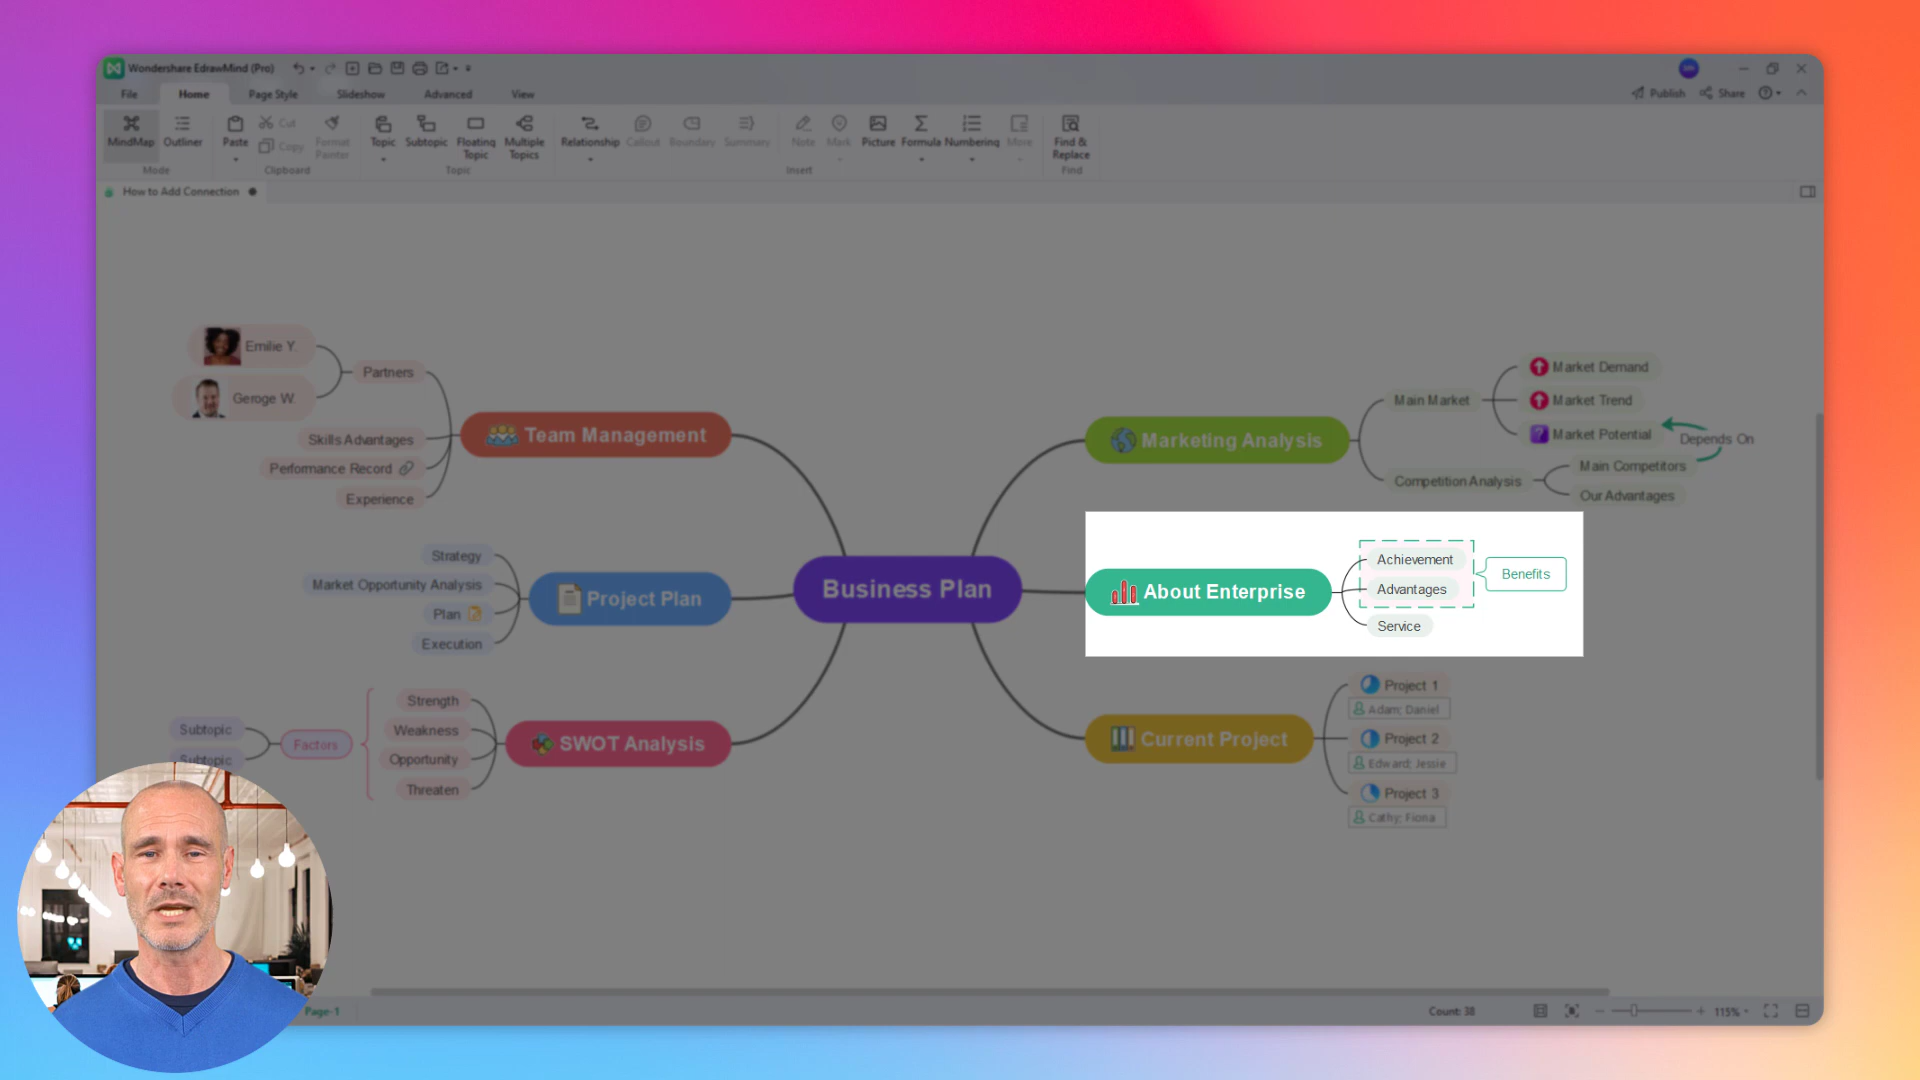 Wondershare EdrawMind (Pro)
File Home Page Style Slideshow Advanced View
Publish Share
MindMap Outliner
Mode
Paste Cut Copy Format Painter
Clipboard
Topic Subtopic Floating Topic Multiple Topics
Topic
Relationship Callout Boundary Summary
Note Mark Picture Formula Numbering More
Insert
Find & Replace
Find
How to Add Connection
Business Plan
Team Management
Partners
Emilie Y.
Geroge W.
Skills Advantages
Performance Record
Experience
Project Plan
Strategy
Market Opportunity Analysis
Plan
Execution
SWOT Analysis
Strength
Weakness
Opportunity
Threaten
Factors
Subtopic
Subtopic
Marketing Analysis
Main Market
Market Demand
Market Trend
Market Potential
Depends On
Competition Analysis
Main Competitors
Our Advantages
About Enterprise
Achievement
Advantages
Service
Benefits
Current Project
Project 1
Adam; Daniel
Project 2
Edward; Jessie
Project 3
Cathy; Fiona
Page-1
Count: 38
115%